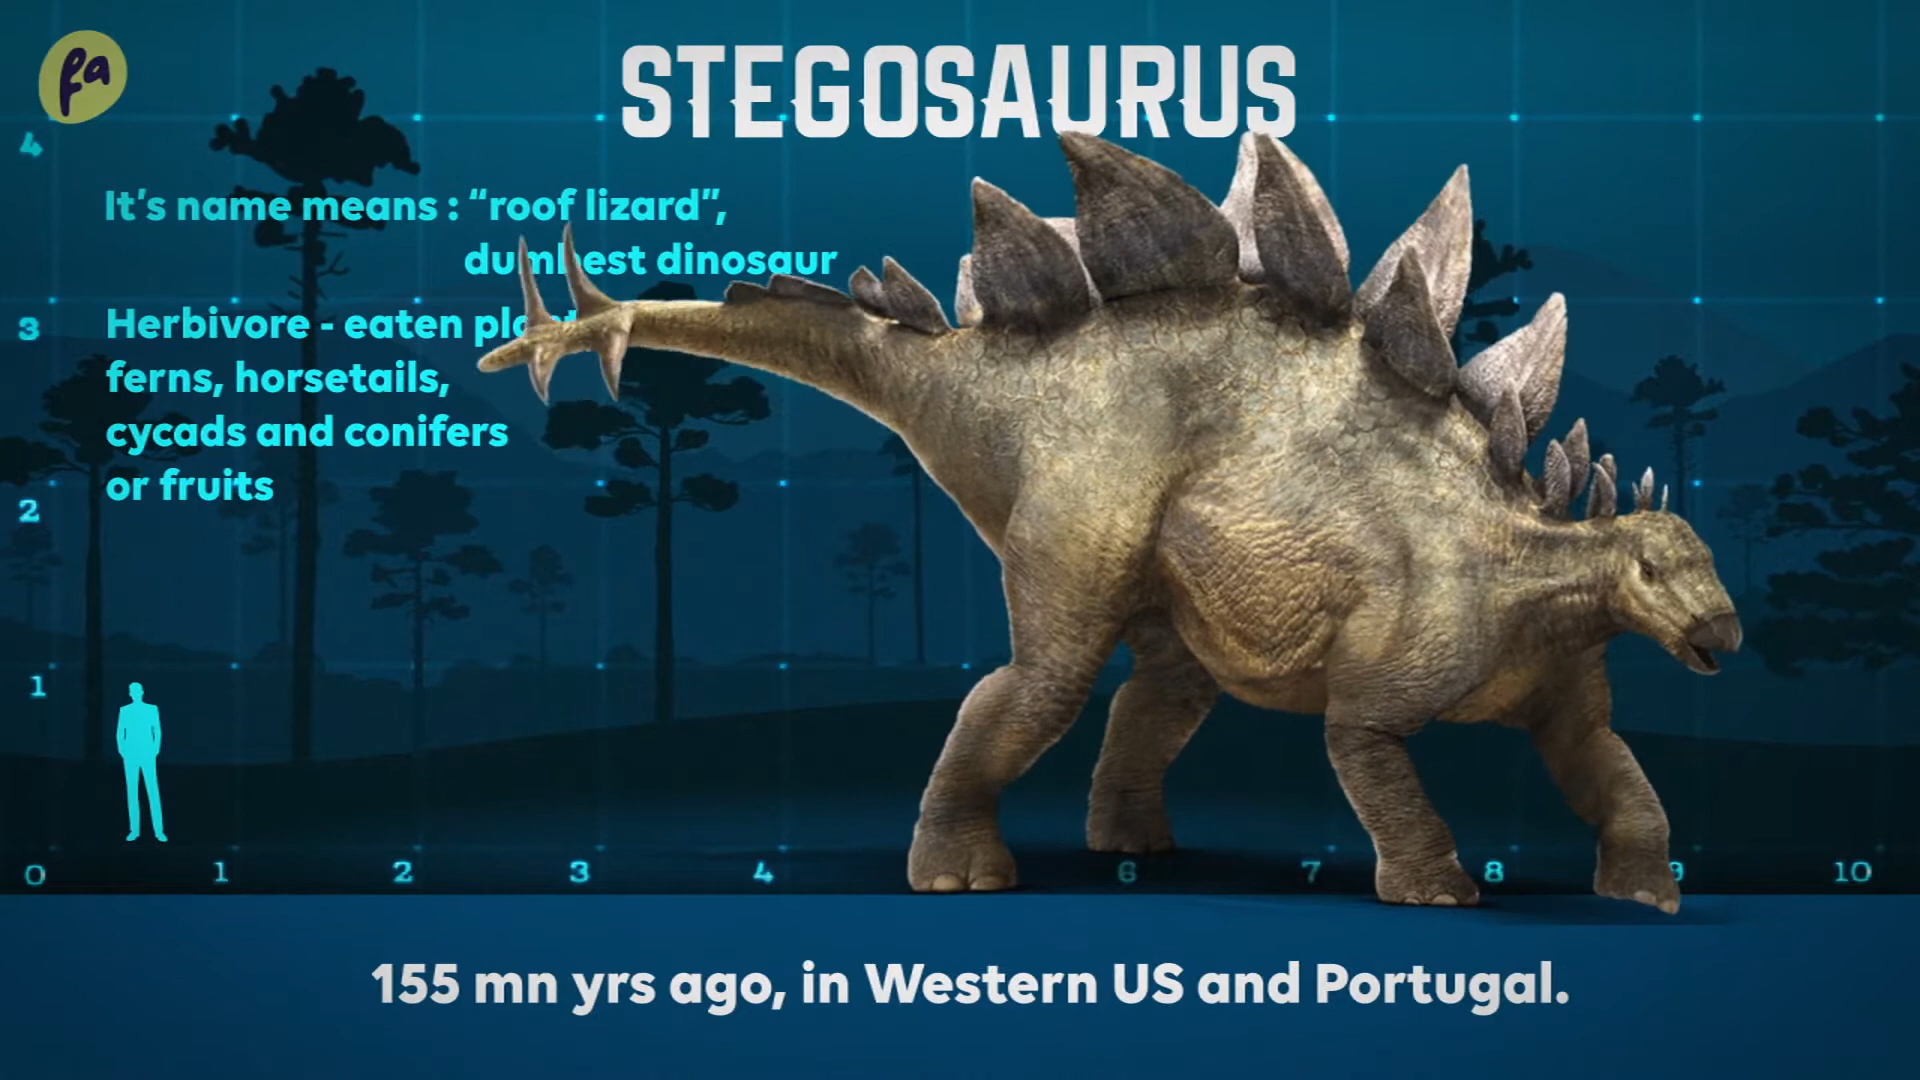 fa
STEGOSAURUS
It's name means : “roof lizard”,
dumbest dinosaur
Herbivore - eaten
ferns, horsetails,
cycads and conifers
or fruits
4
3
2
1
0 1 2 3 4 6 7 8 9 10
155 mn yrs ago, in Western US and Portugal.